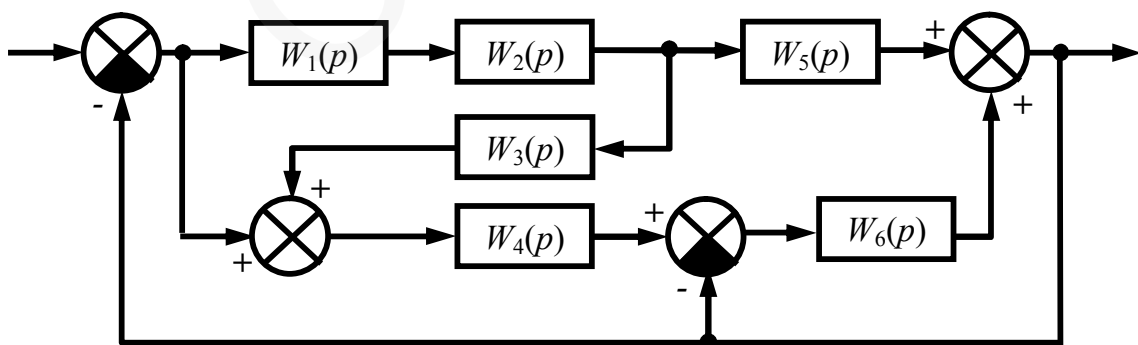 W1(p) W2(p) W5(p) + +
-
W3(p)
+ +
W4(p) + W6(p)
+
-